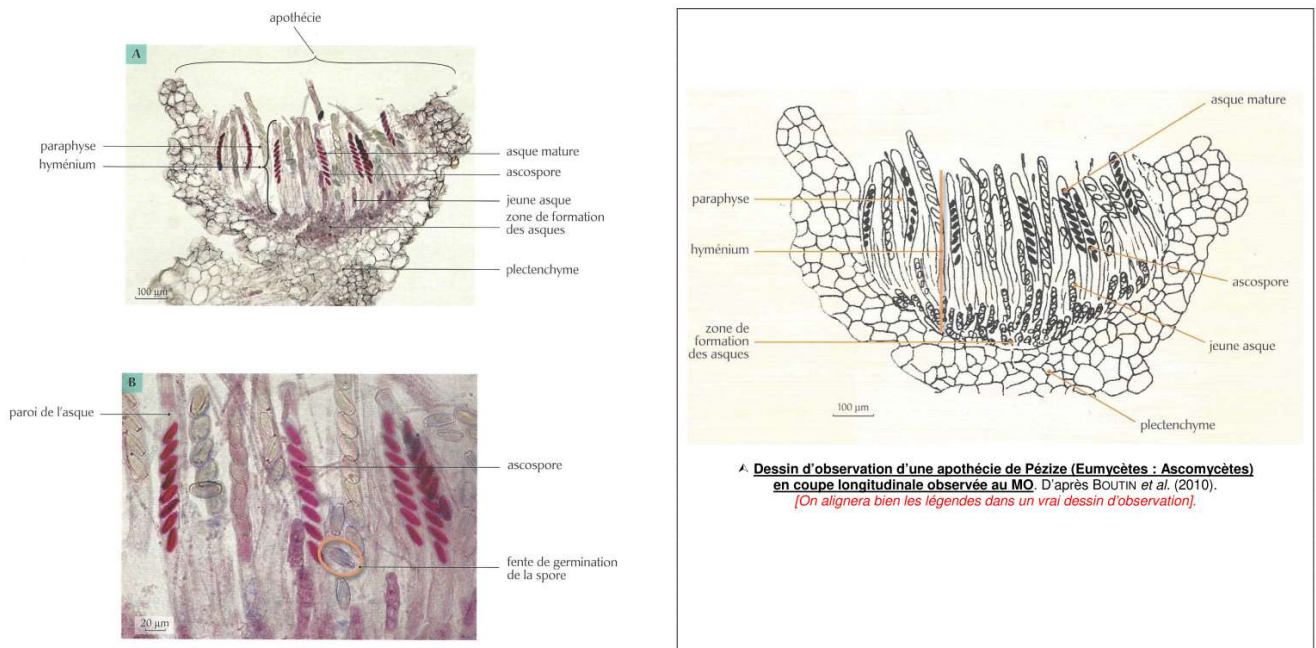 apothécie
A
paraphyse
hyménium
asque mature
ascospore
jeune asque
zone de formation
des asques
plectenchyme
100 µm
B
paroi de l'asque
ascospore
fente de germination
de la spore
20 µm
asque mature
paraphyse
hyménium
ascospore
zone de
formation
des asques
jeune asque
100 µm
plectenchyme
Dessin d'observation d'une apothécie de Pézize (Eumycètes : Ascomycètes)
en coupe longitudinale observée au MO. D'après BOUTIN et al. (2010).
[On alignera bien les légendes dans un vrai dessin d'observation].